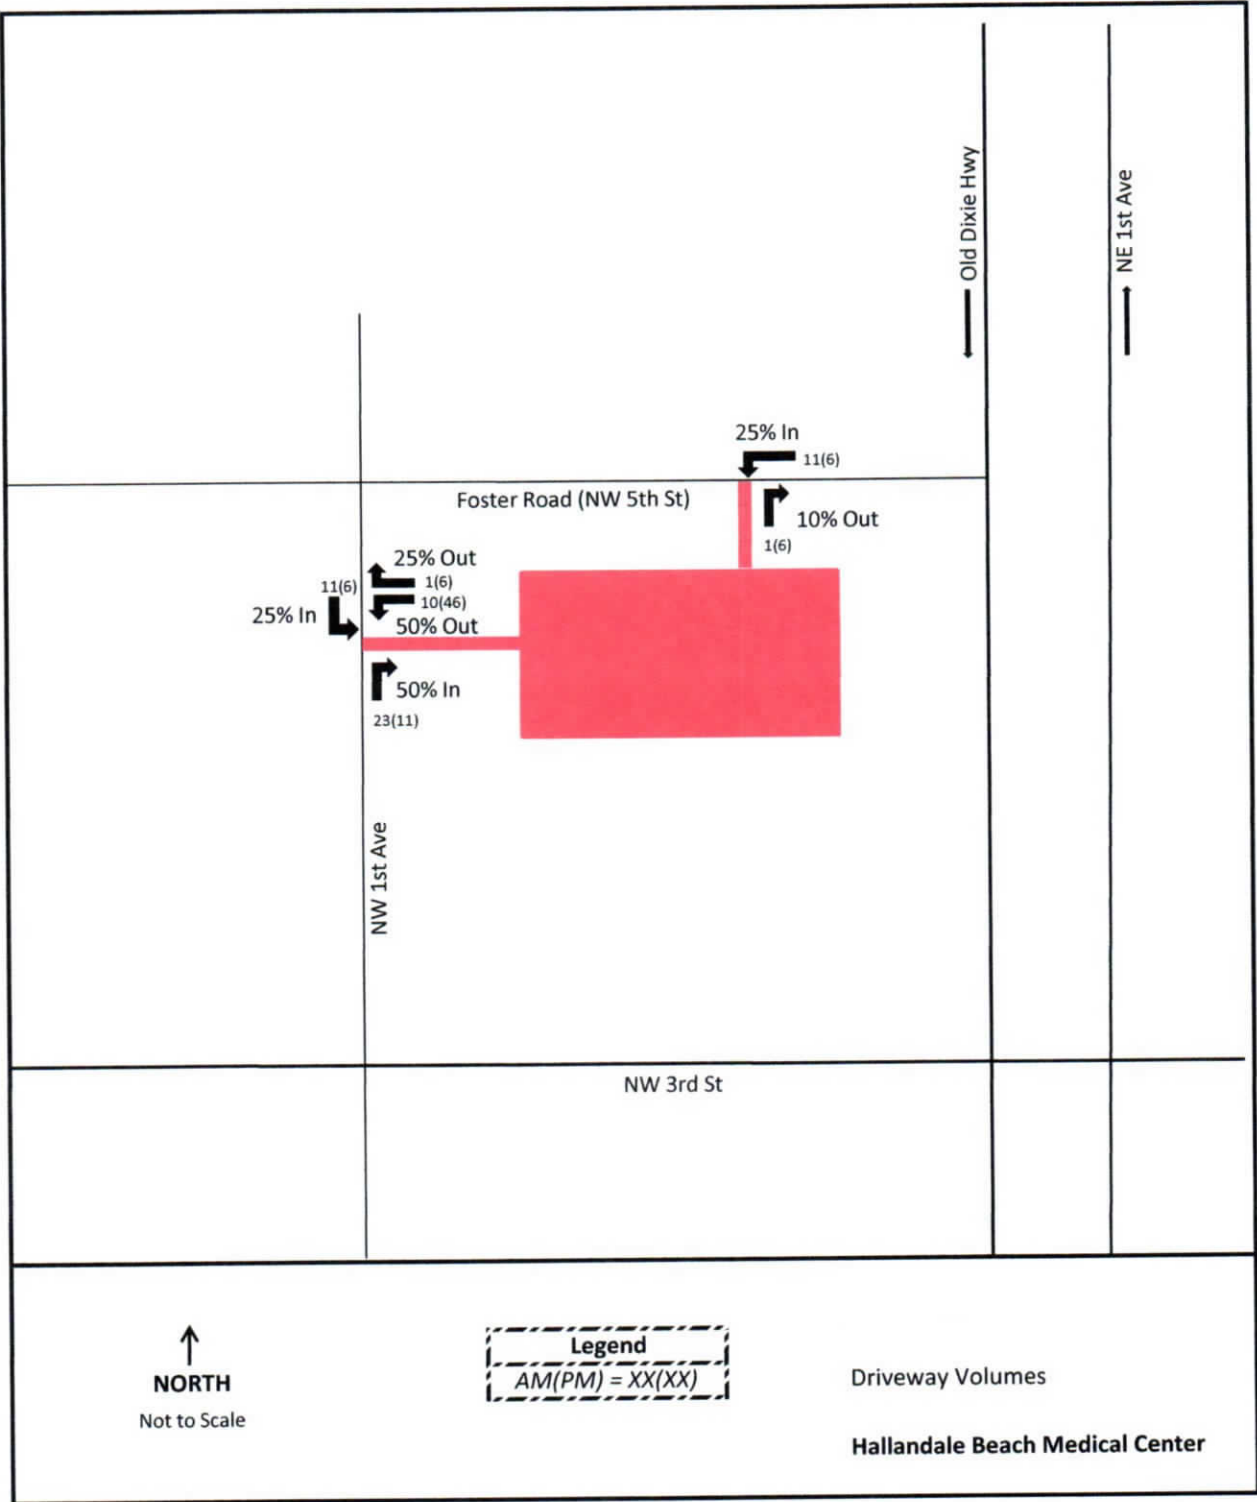 Old Dixie Hwy
NE 1st Ave
25% In
11(6)
Foster Road (NW 5th St)
10% Out
1(6)
25% Out
11(6)
1(6)
10(46)
25% In
50% Out
50% In
23(11)
NW 1st Ave
NW 3rd St
NORTH
Not to Scale
Legend
AM(PM) = XX(XX)
Driveway Volumes
Hallandale Beach Medical Center